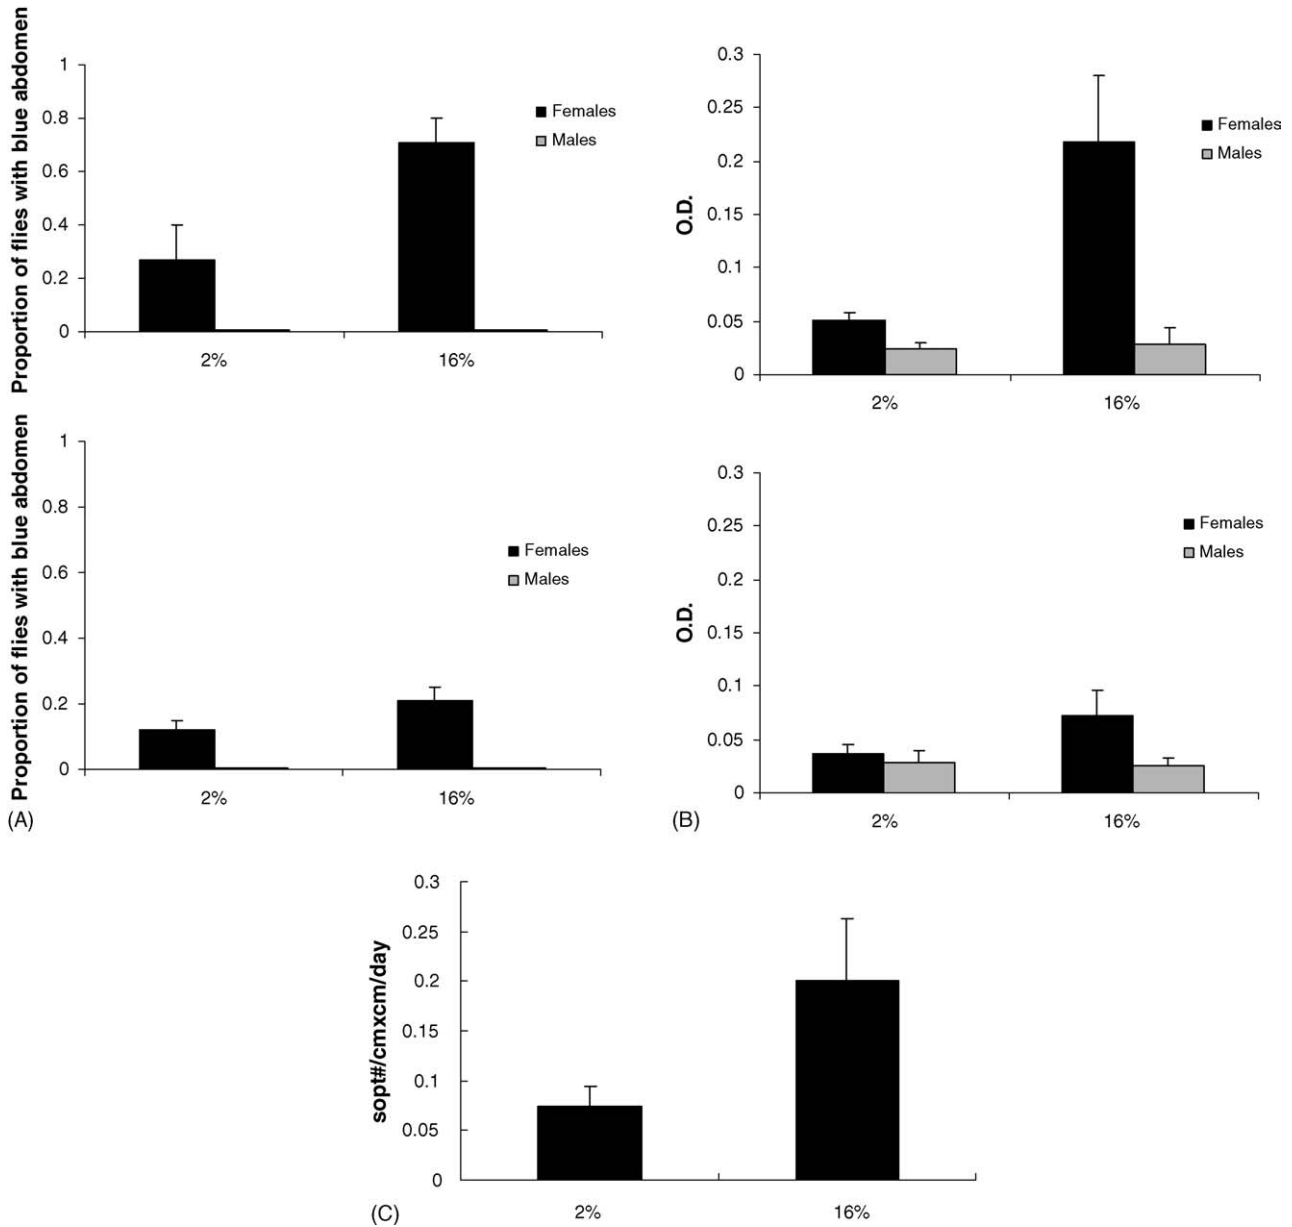 Proportion of flies with blue abdomen
1
0.8
0.6
0.4
0.2
0
2%
16%
Females
Males
O.D.
0.3
0.25
0.2
0.15
0.1
0.05
0
2%
16%
Females
Males
Proportion of flies with blue abdomen
1
0.8
0.6
0.4
0.2
0
2%
16%
Females
Males
(A)
O.D.
0.3
0.25
0.2
0.15
0.1
0.05
0
2%
16%
Females
Males
(B)
sopt#/cmxcm/day
0.3
0.25
0.2
0.15
0.1
0.05
0
2%
16%
(C)